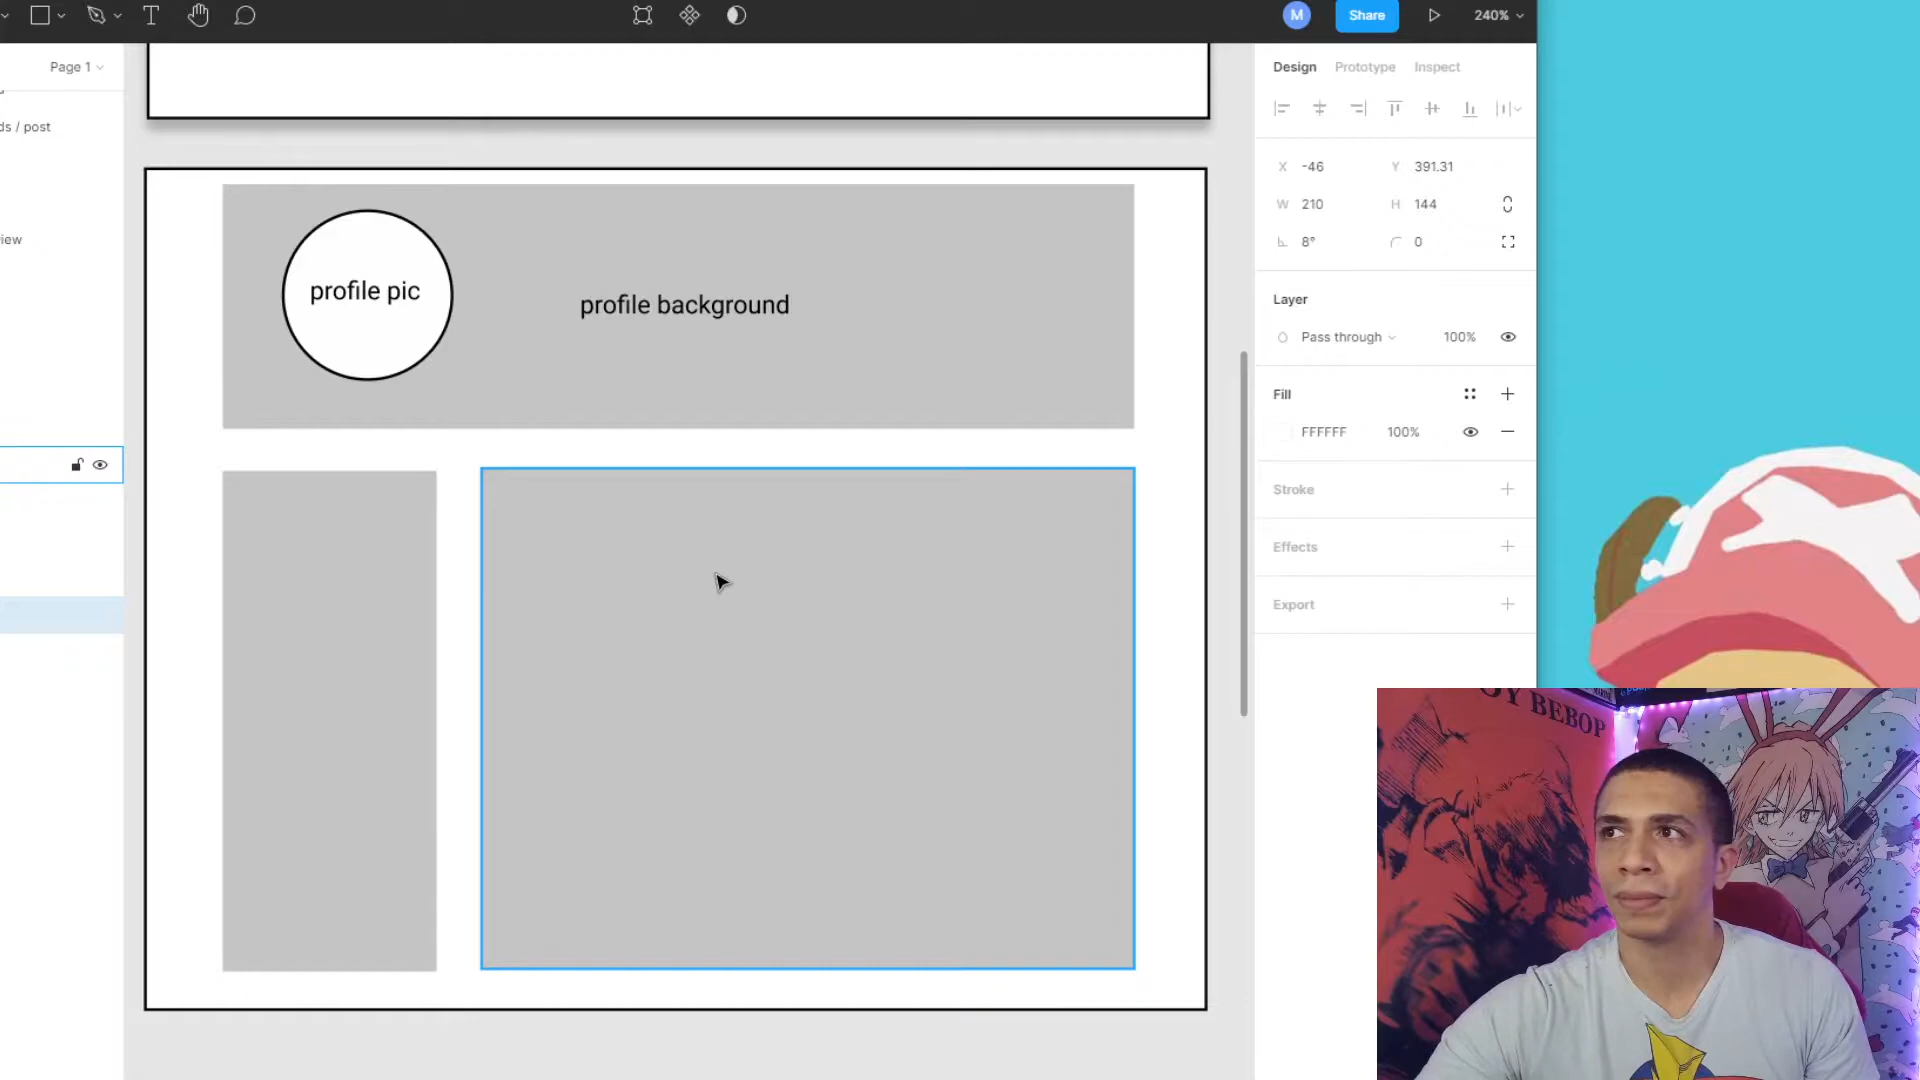 M
Share
240%
Page 1
Design Prototype Inspect
ds / post
X -46 Y 391.31
W 210 H 144
8° 0
iew
profile pic
profile background
Layer
Pass through 100%
Fill
FFFFFF 100%
Stroke
Effects
Export
OY BEBOP